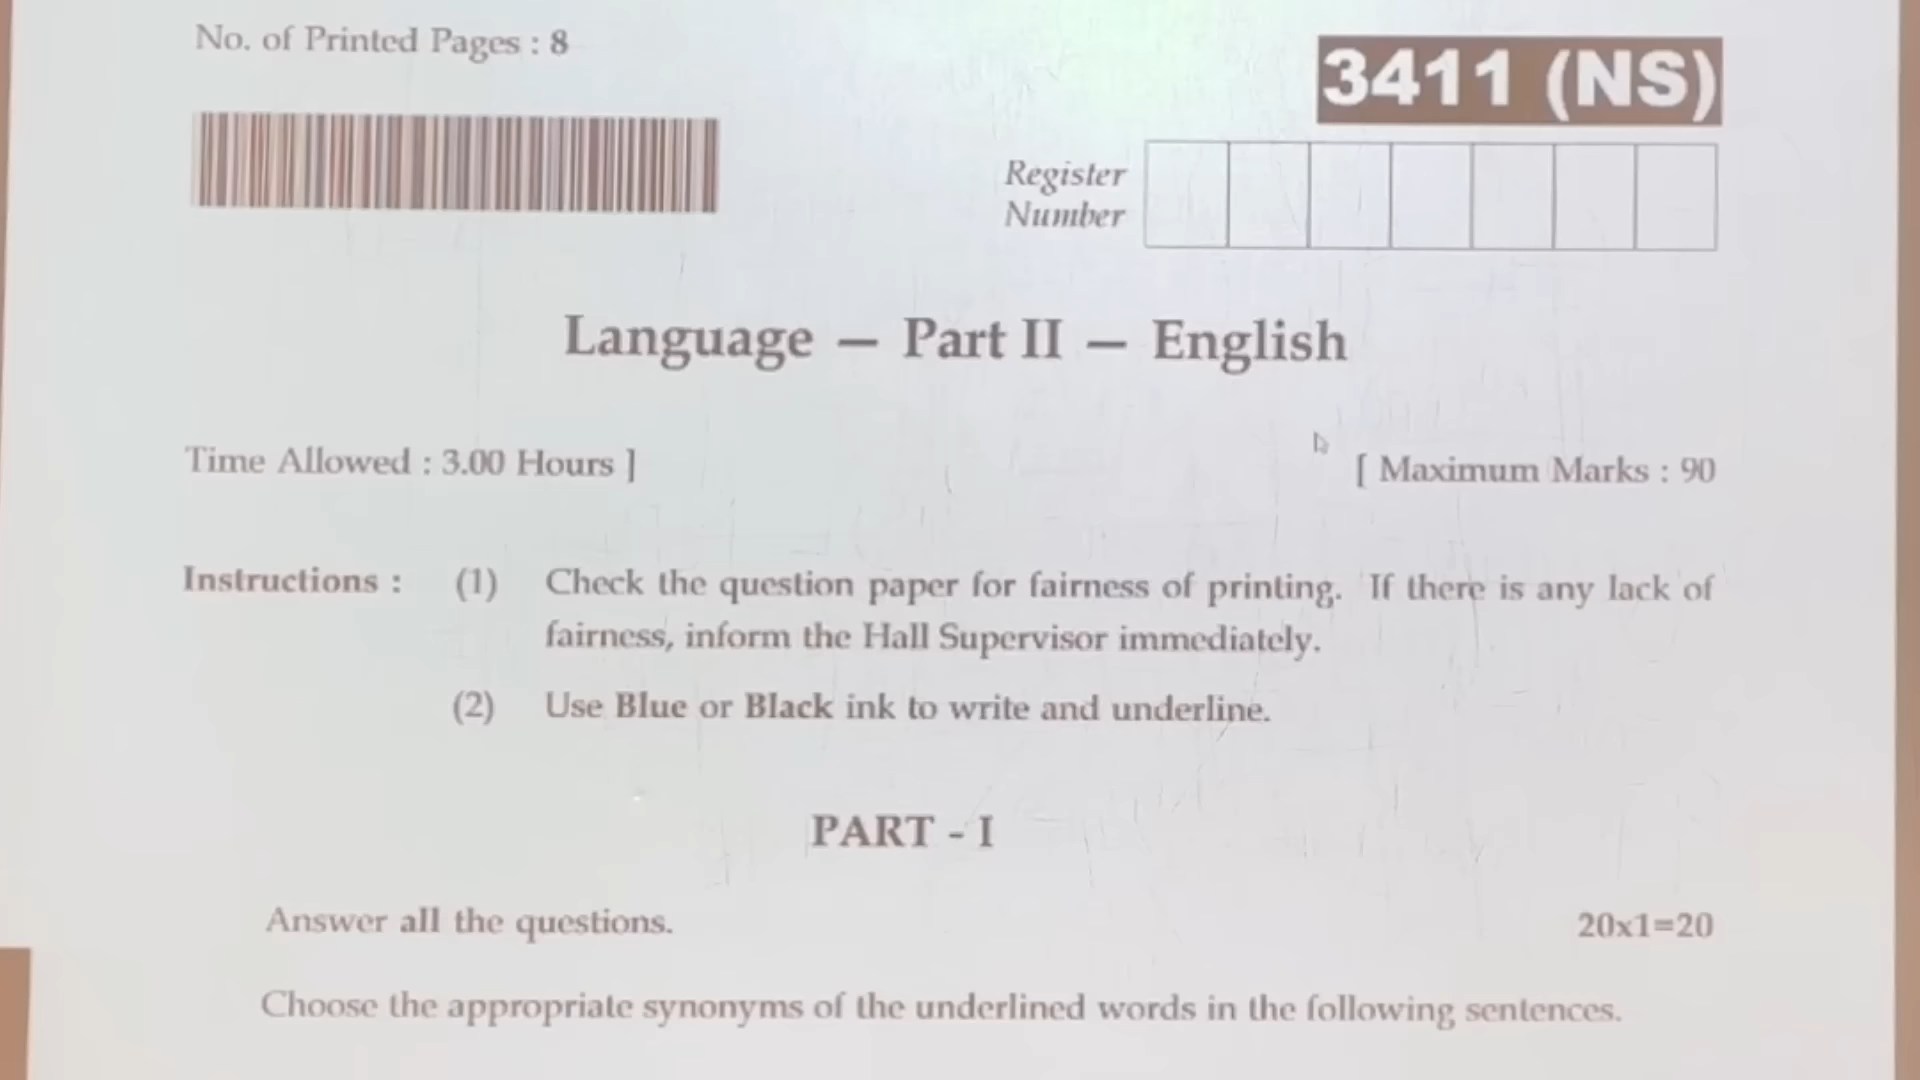 No. of Printed Pages : 8
3411 (NS)
Register
Number
Language — Part II — English
Time Allowed : 3.00 Hours ]
[ Maximum Marks : 90
Instructions : (1) Check the question paper for fairness of printing. If there is any lack of
fairness, inform the Hall Supervisor immediately.
(2) Use Blue or Black ink to write and underline.
PART - I
Answer all the questions. 20x1=20
Choose the appropriate synonyms of the underlined words in the following sentences.